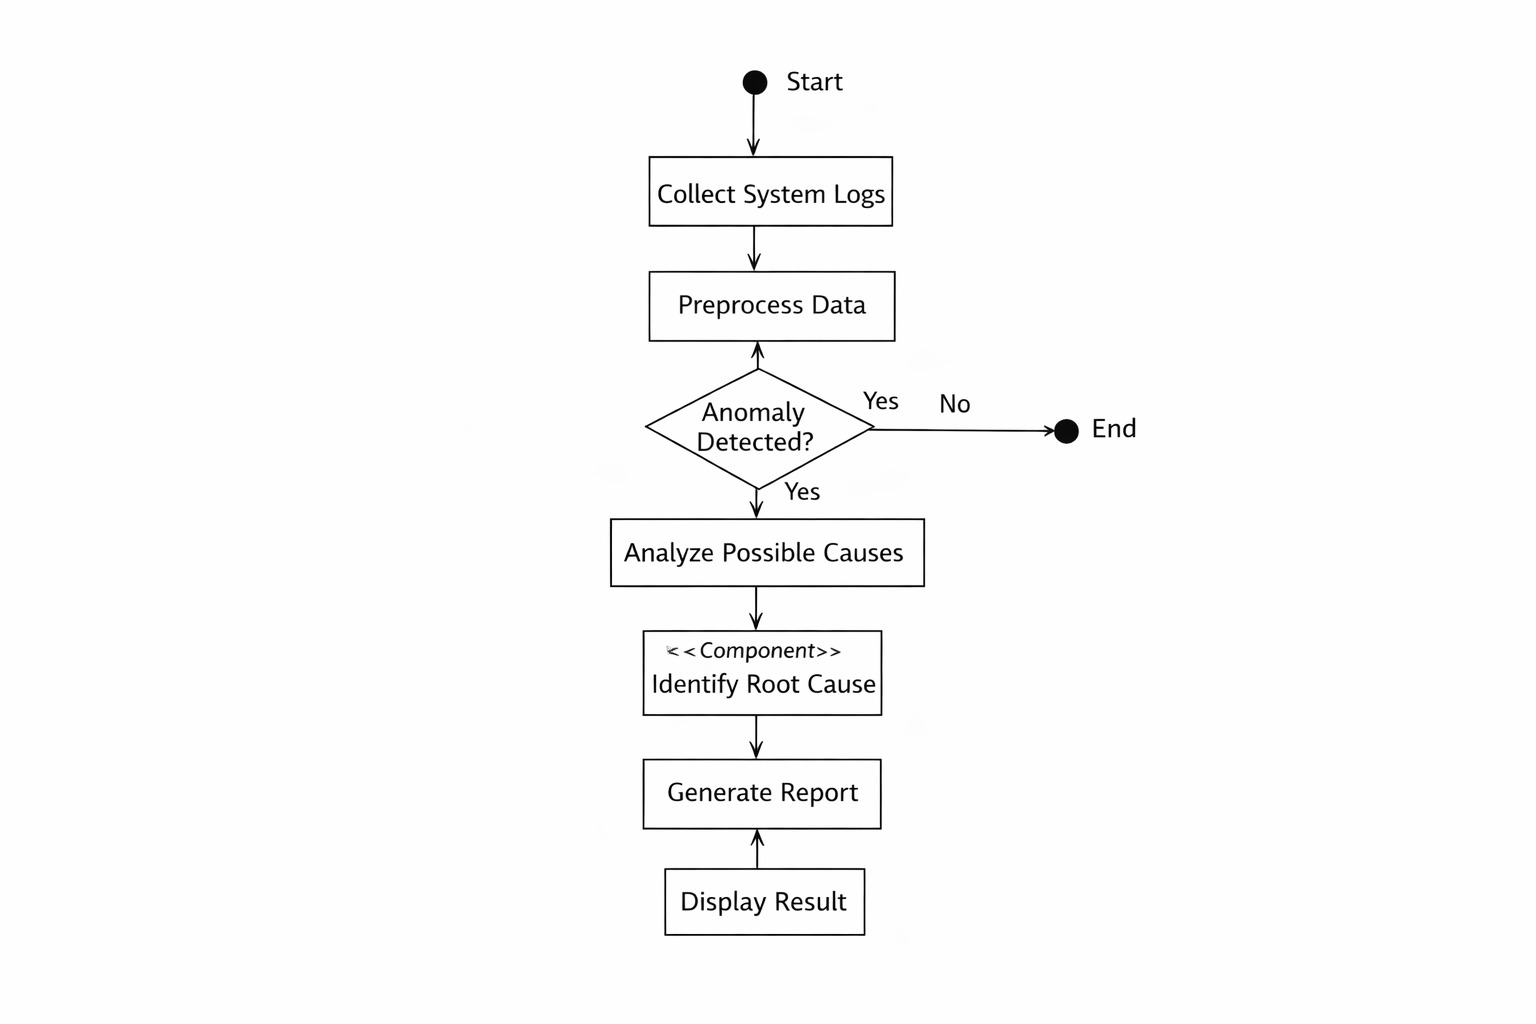 Start
Collect System Logs
Preprocess Data
Anomaly
Detected?
Yes
No
End
Yes
Analyze Possible Causes
<<Component>>
Identify Root Cause
Generate Report
Display Result